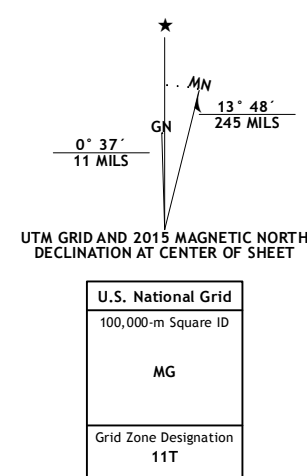 MN
GN
13° 48´
245 MILS
0° 37´
11 MILS
UTM GRID AND 2015 MAGNETIC NORTH
DECLINATION AT CENTER OF SHEET
U.S. National Grid
100,000-m Square ID
MG
Grid Zone Designation
11T